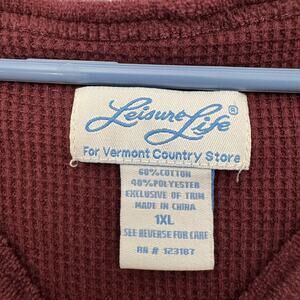 Leisure Life®
For Vermont Country Store
60% COTTON
40% POLYESTER
EXCLUSIVE OF TRIM
MADE IN CHINA
1XL
SEE REVERSE FOR CARE
RN # 123187